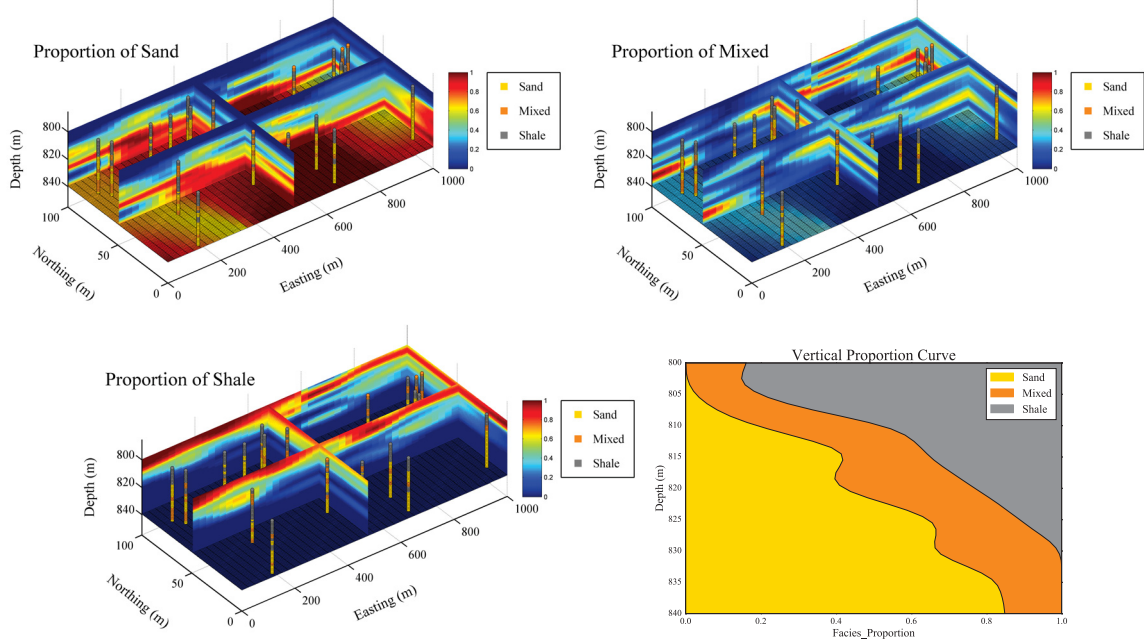 Proportion of Sand
1
0.8
0.6
0.4
0.2
0
Sand
Mixed
Shale
800
820
840
Depth (m)
100
50
0
Northing (m)
0
200
400
600
800
1000
Easting (m)
Proportion of Mixed
1
0.8
0.6
0.4
0.2
0
Sand
Mixed
Shale
800
820
840
Depth (m)
100
50
0
Northing (m)
0
200
400
600
800
1000
Easting (m)
Proportion of Shale
1
0.8
0.6
0.4
0.2
0
Sand
Mixed
Shale
800
820
840
Depth (m)
100
50
0
Northing (m)
0
200
400
600
800
1000
Easting (m)
Vertical Proportion Curve
Sand
Mixed
Shale
800
805
810
815
820
825
830
835
840
Depth (m)
0.0
0.2
0.4
0.6
0.8
1.0
Facies_Proportion